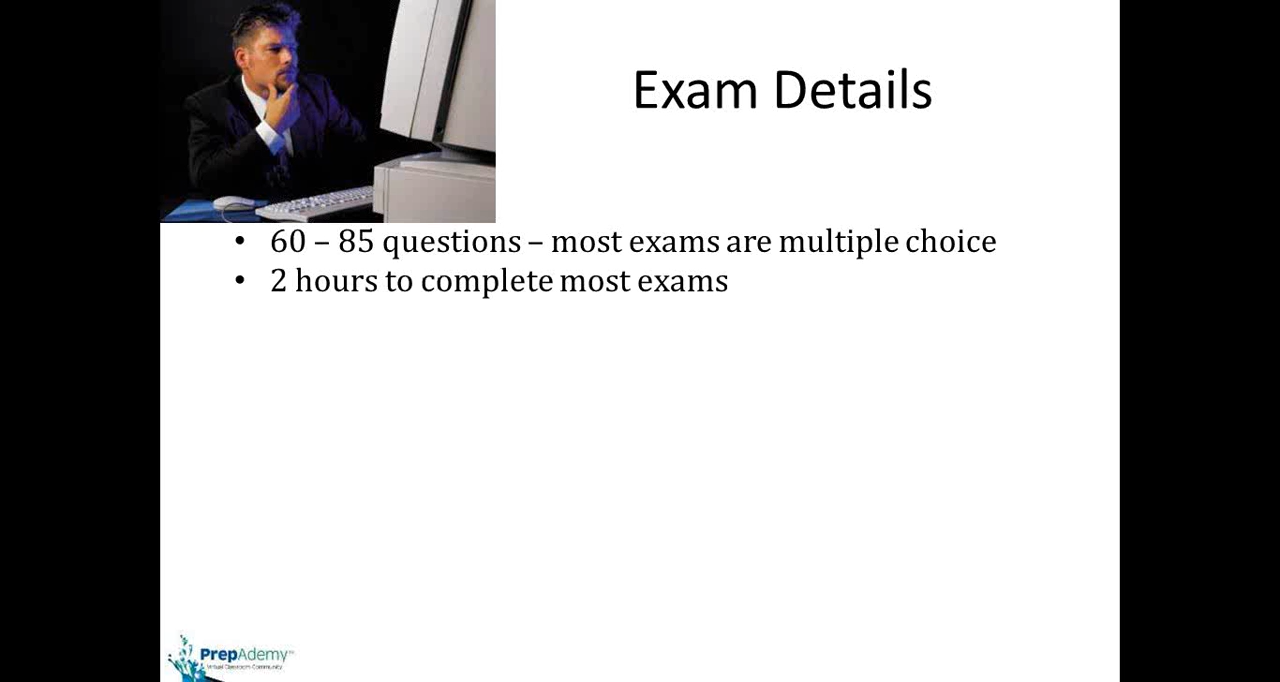 Exam Details
• 60 – 85 questions – most exams are multiple choice
• 2 hours to complete most exams
PrepAdemy™
Virtual Classroom Community